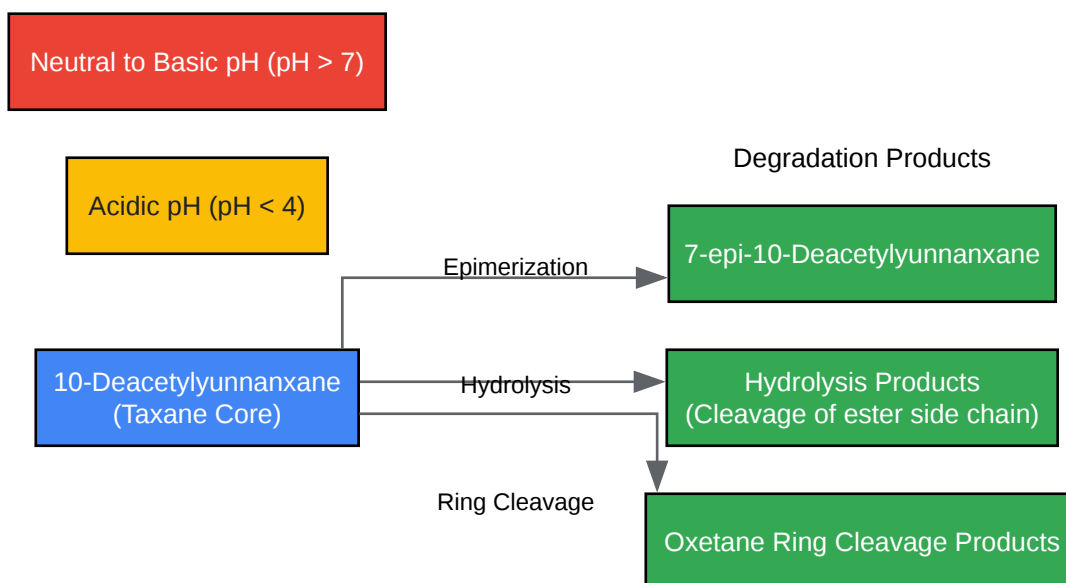 Neutral to Basic pH (pH > 7)
Acidic pH (pH < 4)
Degradation Products
Epimerization
7-epi-10-Deacetylyunnanxane
10-Deacetylyunnanxane
(Taxane Core)
Hydrolysis
Hydrolysis Products
(Cleavage of ester side chain)
Ring Cleavage
Oxetane Ring Cleavage Products